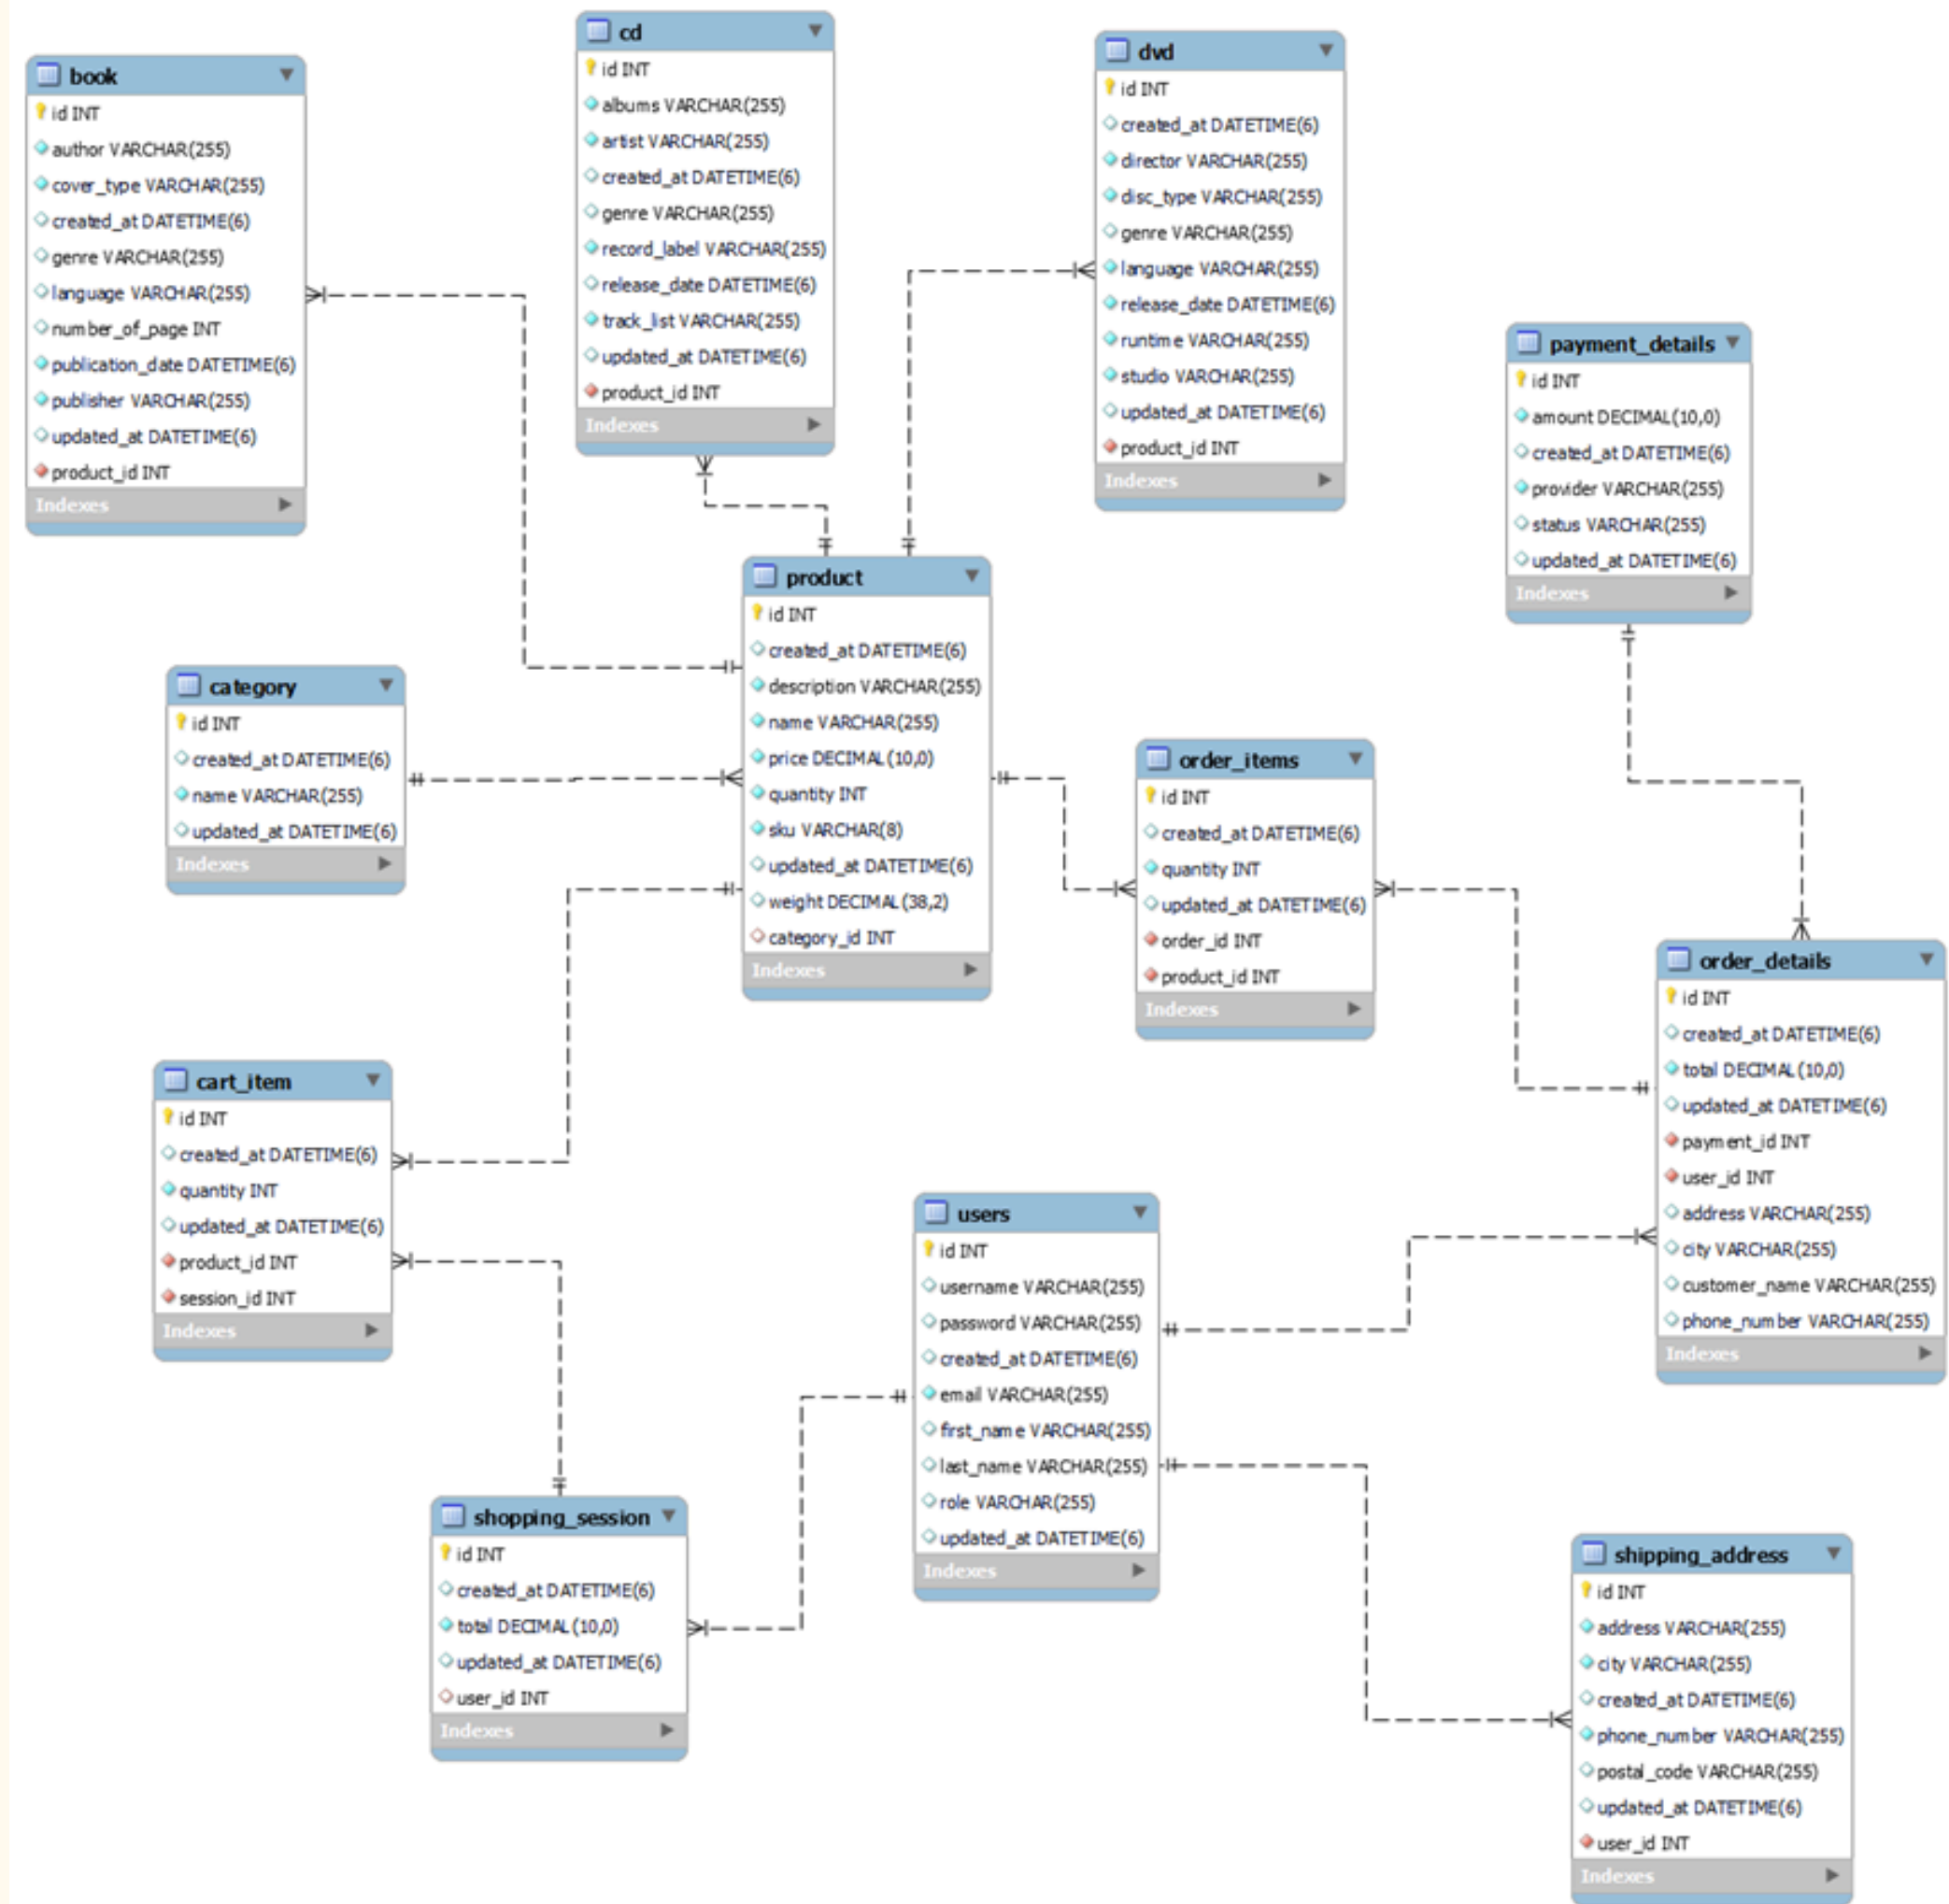 book
id INT
author VARCHAR(255)
cover_type VARCHAR(255)
created_at DATETIME(6)
genre VARCHAR(255)
language VARCHAR(255)
number_of_page INT
publication_date DATETIME(6)
publisher VARCHAR(255)
updated_at DATETIME(6)
product_id INT
Indexes
cd
id INT
albums VARCHAR(255)
artist VARCHAR(255)
created_at DATETIME(6)
genre VARCHAR(255)
record_label VARCHAR(255)
release_date DATETIME(6)
track_list VARCHAR(255)
updated_at DATETIME(6)
product_id INT
Indexes
dvd
id INT
created_at DATETIME(6)
director VARCHAR(255)
disc_type VARCHAR(255)
genre VARCHAR(255)
language VARCHAR(255)
release_date DATETIME(6)
runtime VARCHAR(255)
studio VARCHAR(255)
updated_at DATETIME(6)
product_id INT
Indexes
payment_details
id INT
amount DECIMAL(10,0)
created_at DATETIME(6)
provider VARCHAR(255)
status VARCHAR(255)
updated_at DATETIME(6)
Indexes
product
id INT
created_at DATETIME(6)
description VARCHAR(255)
name VARCHAR(255)
price DECIMAL(10,0)
quantity INT
sku VARCHAR(8)
updated_at DATETIME(6)
weight DECIMAL(38,2)
category_id INT
Indexes
category
id INT
created_at DATETIME(6)
name VARCHAR(255)
updated_at DATETIME(6)
Indexes
order_items
id INT
created_at DATETIME(6)
quantity INT
updated_at DATETIME(6)
order_id INT
product_id INT
Indexes
order_details
id INT
created_at DATETIME(6)
total DECIMAL(10,0)
updated_at DATETIME(6)
payment_id INT
user_id INT
address VARCHAR(255)
city VARCHAR(255)
customer_name VARCHAR(255)
phone_number VARCHAR(255)
Indexes
cart_item
id INT
created_at DATETIME(6)
quantity INT
updated_at DATETIME(6)
product_id INT
session_id INT
Indexes
users
id INT
username VARCHAR(255)
password VARCHAR(255)
created_at DATETIME(6)
email VARCHAR(255)
first_name VARCHAR(255)
last_name VARCHAR(255)
role VARCHAR(255)
updated_at DATETIME(6)
Indexes
shopping_session
id INT
created_at DATETIME(6)
total DECIMAL(10,0)
updated_at DATETIME(6)
user_id INT
Indexes
shipping_address
id INT
address VARCHAR(255)
city VARCHAR(255)
created_at DATETIME(6)
phone_number VARCHAR(255)
postal_code VARCHAR(255)
updated_at DATETIME(6)
user_id INT
Indexes